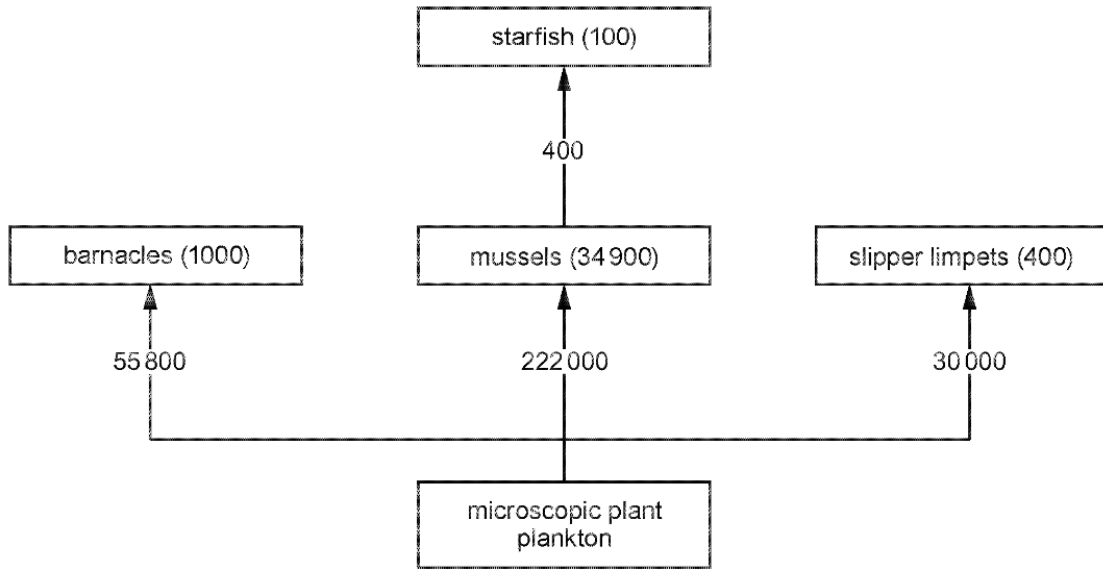 starfish (100)
400
barnacles (1000)
mussels (34 900)
slipper limpets (400)
55 800
222 000
30 000
microscopic plant
plankton